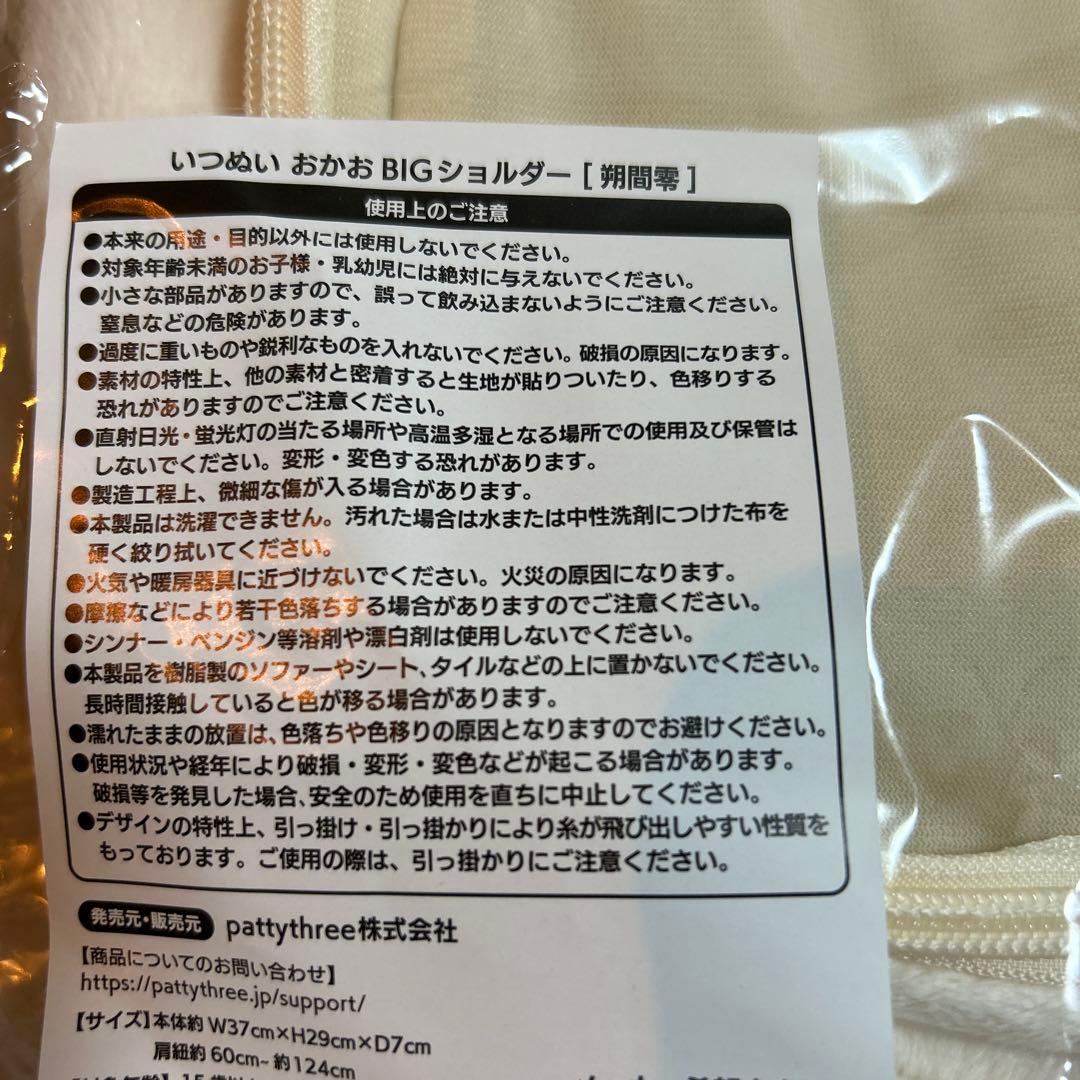 いつぬい おかおBIGショルダー [ 朔間零 ]
使用上のご注意
●本来の用途・目的以外には使用しないでください。
●対象年齢未満のお子様・乳幼児には絶対に与えないでください。
●小さな部品がありますので、誤って飲み込まないようにご注意ください。
窒息などの危険があります。
●過度に重いものや鋭利なものを入れないでください。破損の原因になります。
●素材の特性上、他の素材と密着すると生地が貼りついたり、色移りする
恐れがありますのでご注意ください。
●直射日光・蛍光灯の当たる場所や高温多湿となる場所での使用及び保管は
しないでください。変形・変色する恐れがあります。
●製造工程上、微細な傷が入る場合があります。
●本製品は洗濯できません。汚れた場合は水または中性洗剤につけた布を
硬く絞り拭いてください。
●火気や暖房器具に近づけないでください。火災の原因になります。
●摩擦などにより若干色落ちする場合がありますのでご注意ください。
●シンナー・ベンジン等溶剤や漂白剤は使用しないでください。
●本製品を樹脂製のソファーやシート、タイルなどの上に置かないでください。
長時間接触していると色が移る場合があります。
●濡れたままの放置は、色落ちや色移りの原因となりますのでお避けください。
●使用状況や経年により破損・変形・変色などが起こる場合があります。
破損等を発見した場合、安全のため使用を直ちに中止してください。
●デザインの特性上、引っ掛け・引っ掛かりにより糸が飛び出しやすい性質を
もっております。ご使用の際は、引っ掛かりにご注意ください。
発売元・販売元 pattythree株式会社
【商品についてのお問い合わせ】
https://pattythree.jp/support/
【サイズ】本体約 W37cm×H29cm×D7cm
肩紐約 60cm~ 約124cm